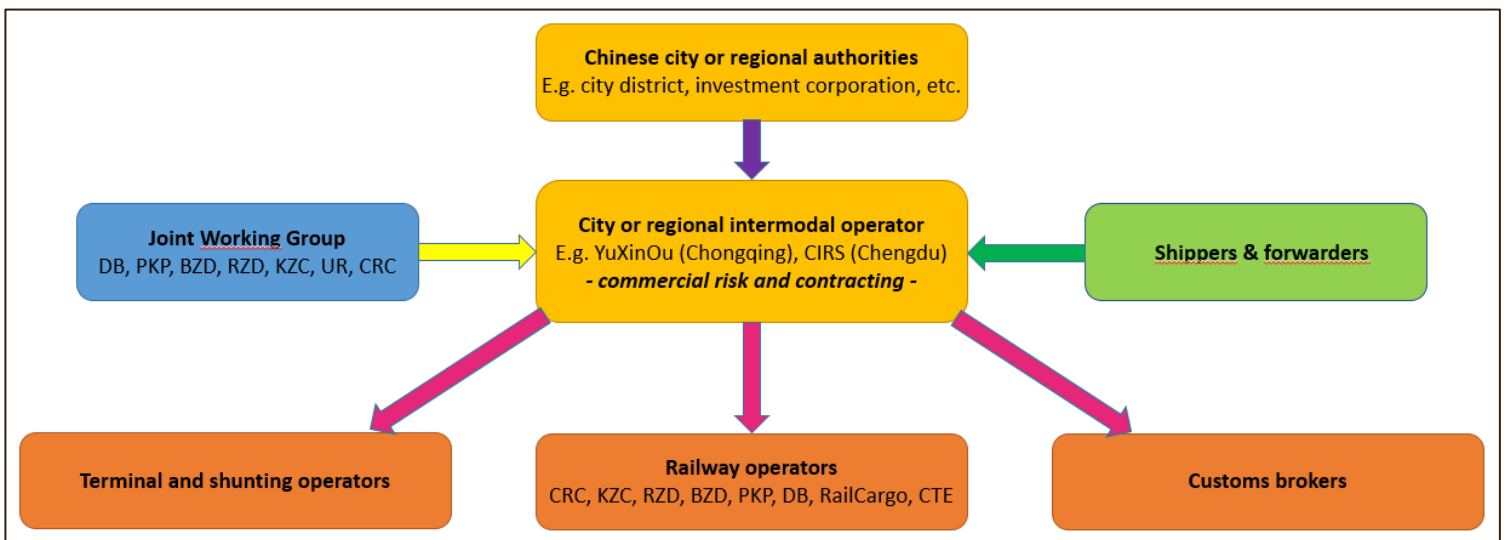 Chinese city or regional authorities
E.g. city district, investment corporation, etc.
Joint Working Group
DB, PKP, BZD, RZD, KZC, UR, CRC
City or regional intermodal operator
E.g. YuXinOu (Chongqing), CIRS (Chengdu)
- commercial risk and contracting -
Shippers & forwarders
Terminal and shunting operators
Railway operators
CRC, KZC, RZD, BZD, PKP, DB, RailCargo, CTE
Customs brokers